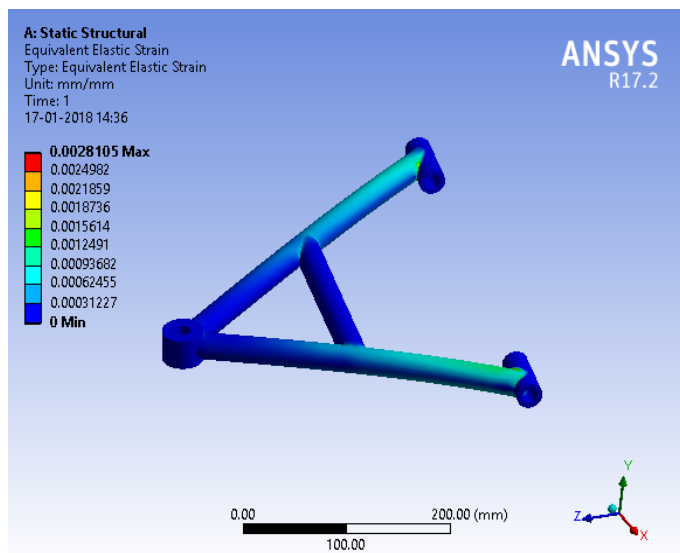 A: Static Structural
Equivalent Elastic Strain
Type: Equivalent Elastic Strain
Unit: mm/mm
Time: 1
17-01-2018 14:36
ANSYS
R17.2
0.0028105 Max
0.0024982
0.0021859
0.0018736
0.0015614
0.0012491
0.00093682
0.00062455
0.00031227
0 Min
0.00 200.00 (mm)
100.00
Y
Z
X